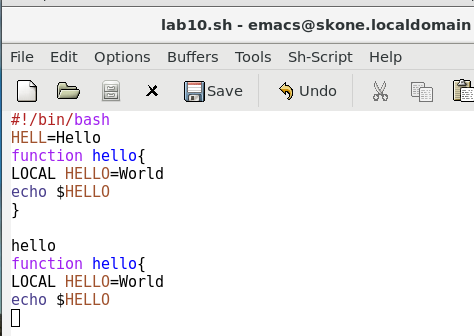 lab10.sh - emacs@skone.localdomain
File Edit Options Buffers Tools Sh-Script Help
Save Undo
#!/bin/bash
HELL=Hello
function hello{
LOCAL HELLO=World
echo $HELLO
}
hello
function hello{
LOCAL HELLO=World
echo $HELLO